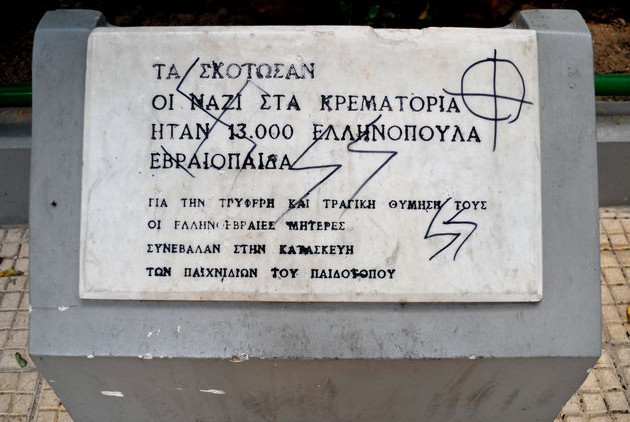 ΤΑ ΣΚΟΤΩΣΑΝ
ΟΙ ΝΑΖΙ ΣΤΑ ΚΡΕΜΑΤΟΡΙΑ
ΗΤΑΝ 13.000 ΕΛΛΗΝΟΠΟΥΛΑ
ΕΒΡΑΙΟΠΑΙΔΑ
ΓΙΑ ΤΗΝ ΤΡΥΦΕΡΗ ΚΑΙ ΤΡΑΓΙΚΗ ΘΥΜΗΣΗ ΤΟΥΣ
ΟΙ ΕΛΛΗΝΟΕΒΡΑΙΕΣ ΜΗΤΕΡΕΣ
ΣΥΝΕΒΑΛΑΝ ΣΤΗΝ ΚΑΤΑΣΚΕΥΗ
ΤΩΝ ΠΑΙΧΝΙΔΙΩΝ ΤΟΥ ΠΑΙΔΟΤΟΠΟΥ